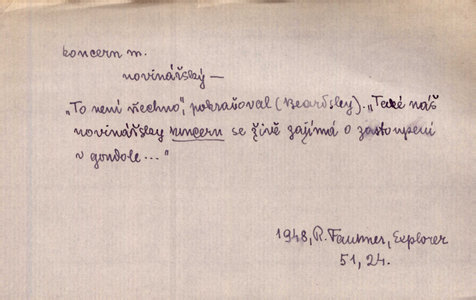 koncern m.
novinářský —
„To není všechno", pokračoval (Beardsley). „Také náš
novinářský koncern se živě zajímá o zastoupení
v gondole..."
1948, R. Faukner, Explorer
51, 24.